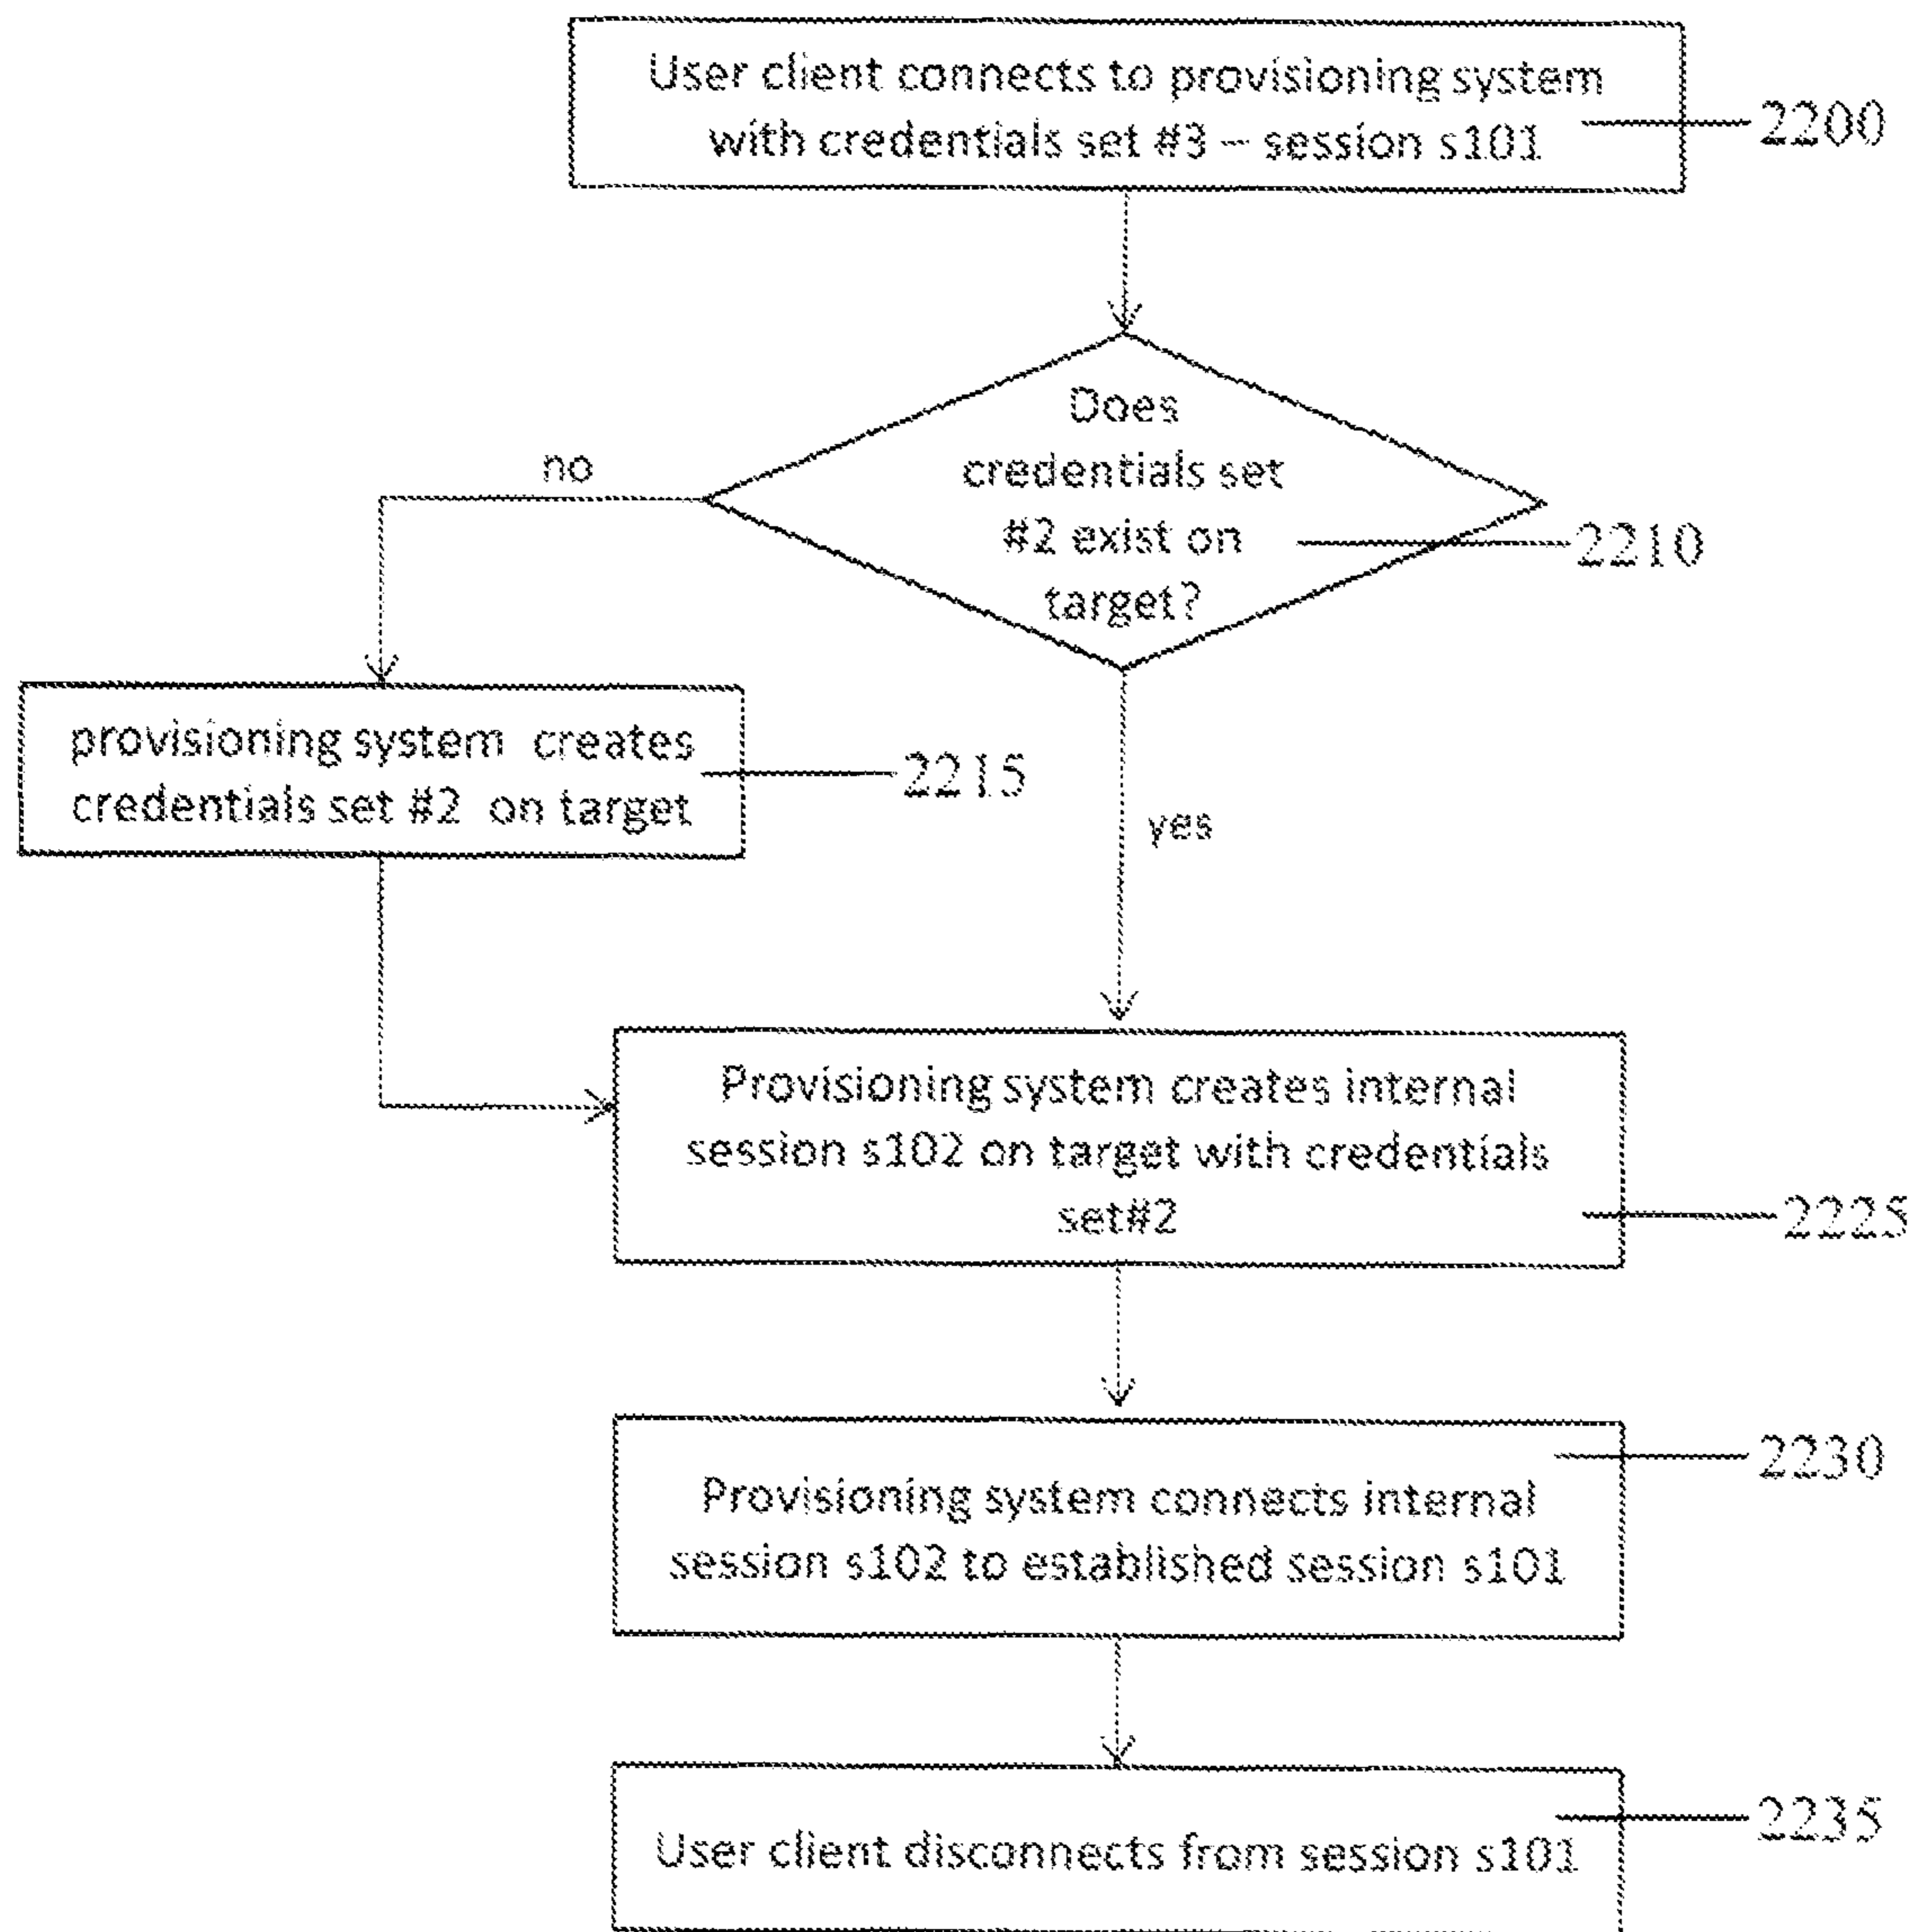 User client connects to provisioning system
with credentials set #3 – session s101
2200
Does
credentials set
#2 exist on
target?
2210
no
provisioning system creates
credentials set #2 on target
2215
yes
Provisioning system creates internal
session s102 on target with credentials
set#2
2225
2230
Provisioning system connects internal
session s102 to established session s101
2235
User client disconnects from session s101